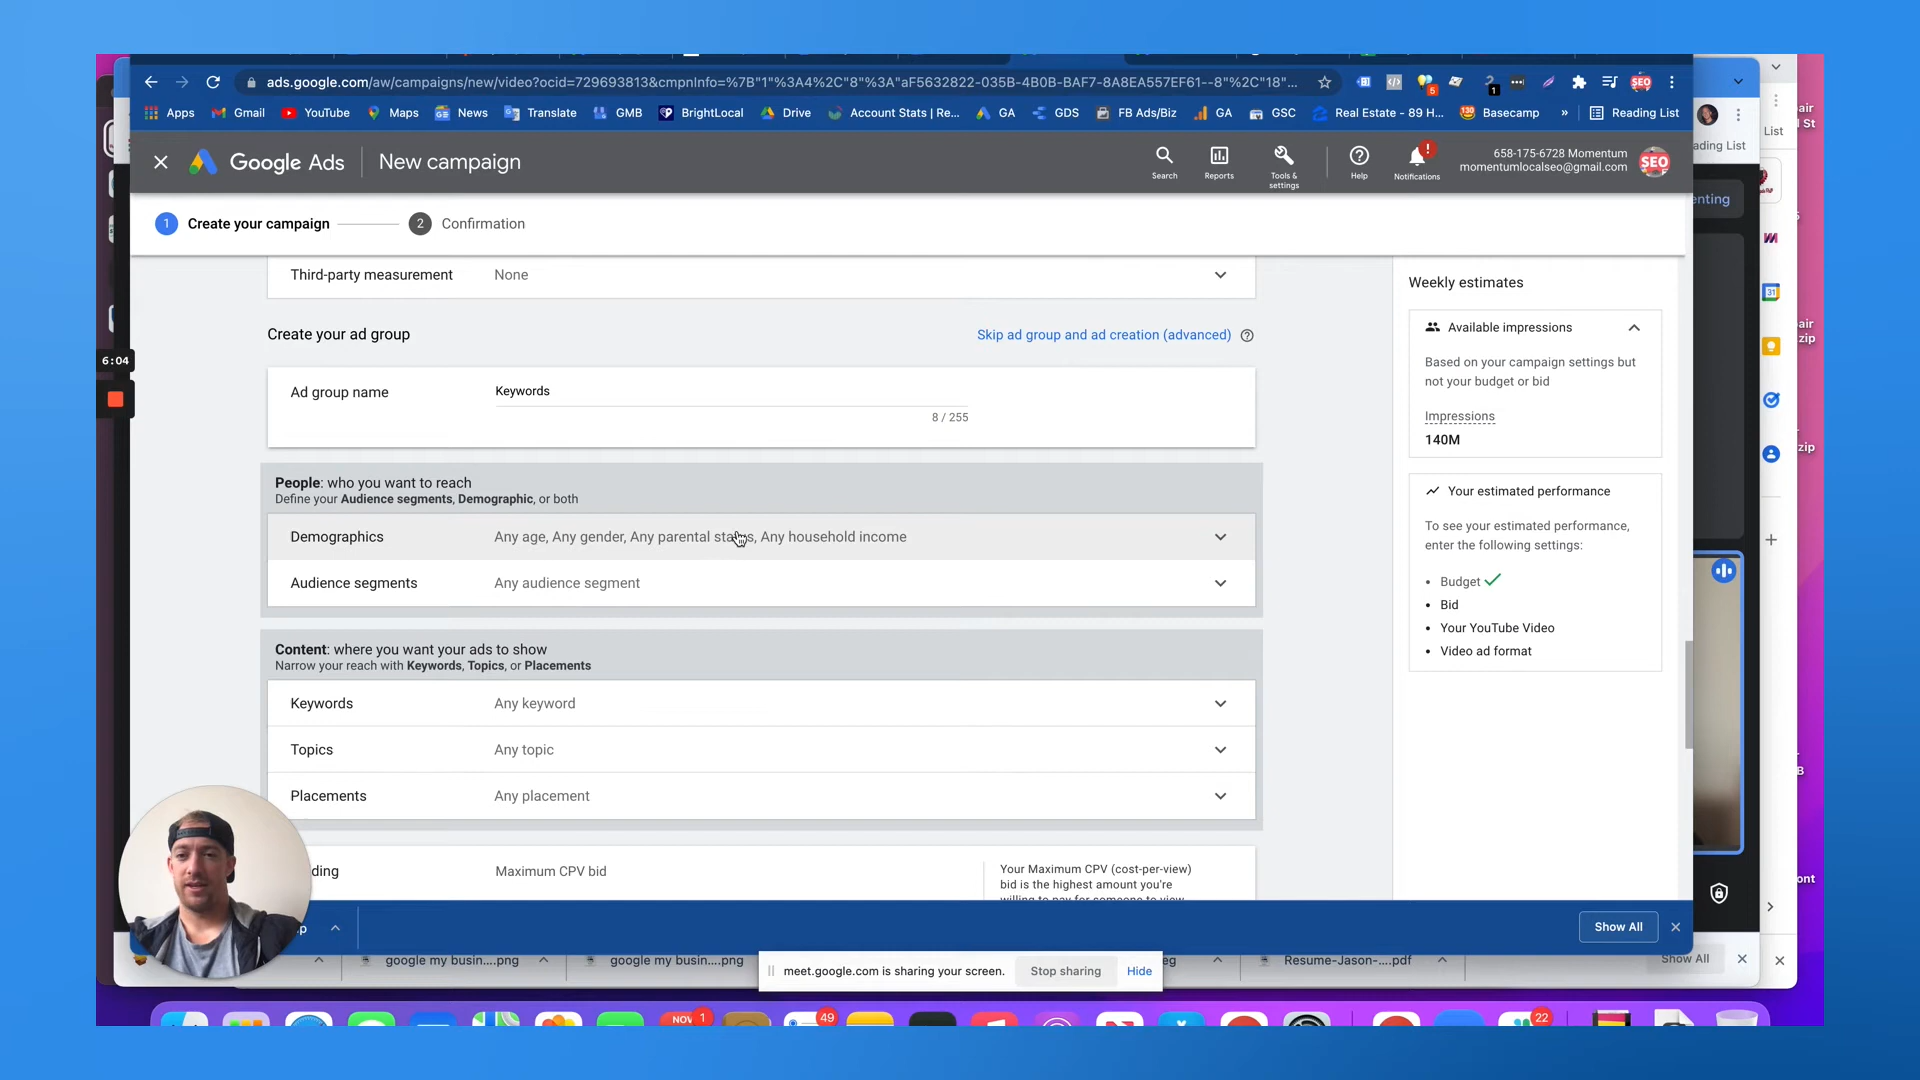 ads.google.com/aw/campaigns/new/video?ocid=729693813&cmpnInfo=%7B"1"%3A4%2C"8"%3A"aF5632822-035B-4B0B-BAF7-8A8EA557EF61--8"%2C"18"...
5
1
SEO
Apps
Gmail
YouTube
Maps
News
Translate
GMB
BrightLocal
Drive
Account Stats | Re...
GA
GDS
FB Ads/Biz
GA
GSC
Real Estate - 89 H...
130
Basecamp
»
Reading List
List
ading List
air
St
Google Ads
New campaign
Search
Reports
Tools & settings
Help
Notifications
658-175-6728 Momentum
momentumlocalseo@gmail.com
SEO
enting
1 Create your campaign
2 Confirmation
Third-party measurement None
Create your ad group
Skip ad group and ad creation (advanced)
Ad group name Keywords
8 / 255
People: who you want to reach
Define your Audience segments, Demographic, or both
Demographics Any age, Any gender, Any parental status, Any household income
Audience segments Any audience segment
Content: where you want your ads to show
Narrow your reach with Keywords, Topics, or Placements
Keywords Any keyword
Topics Any topic
Placements Any placement
ding Maximum CPV bid
Your Maximum CPV (cost-per-view)
bid is the highest amount you're
willing to pay for someone to view
Weekly estimates
Available impressions
Based on your campaign settings but
not your budget or bid
Impressions
140M
Your estimated performance
To see your estimated performance,
enter the following settings:
• Budget
• Bid
• Your YouTube Video
• Video ad format
6:04
31
air
zip
zip
B
ont
p
Show All
google my busin....png
google my busin....png
eg
Resume-Jason-....pdf
Show All
meet.google.com is sharing your screen.
Stop sharing
Hide
NOV
1
49
22